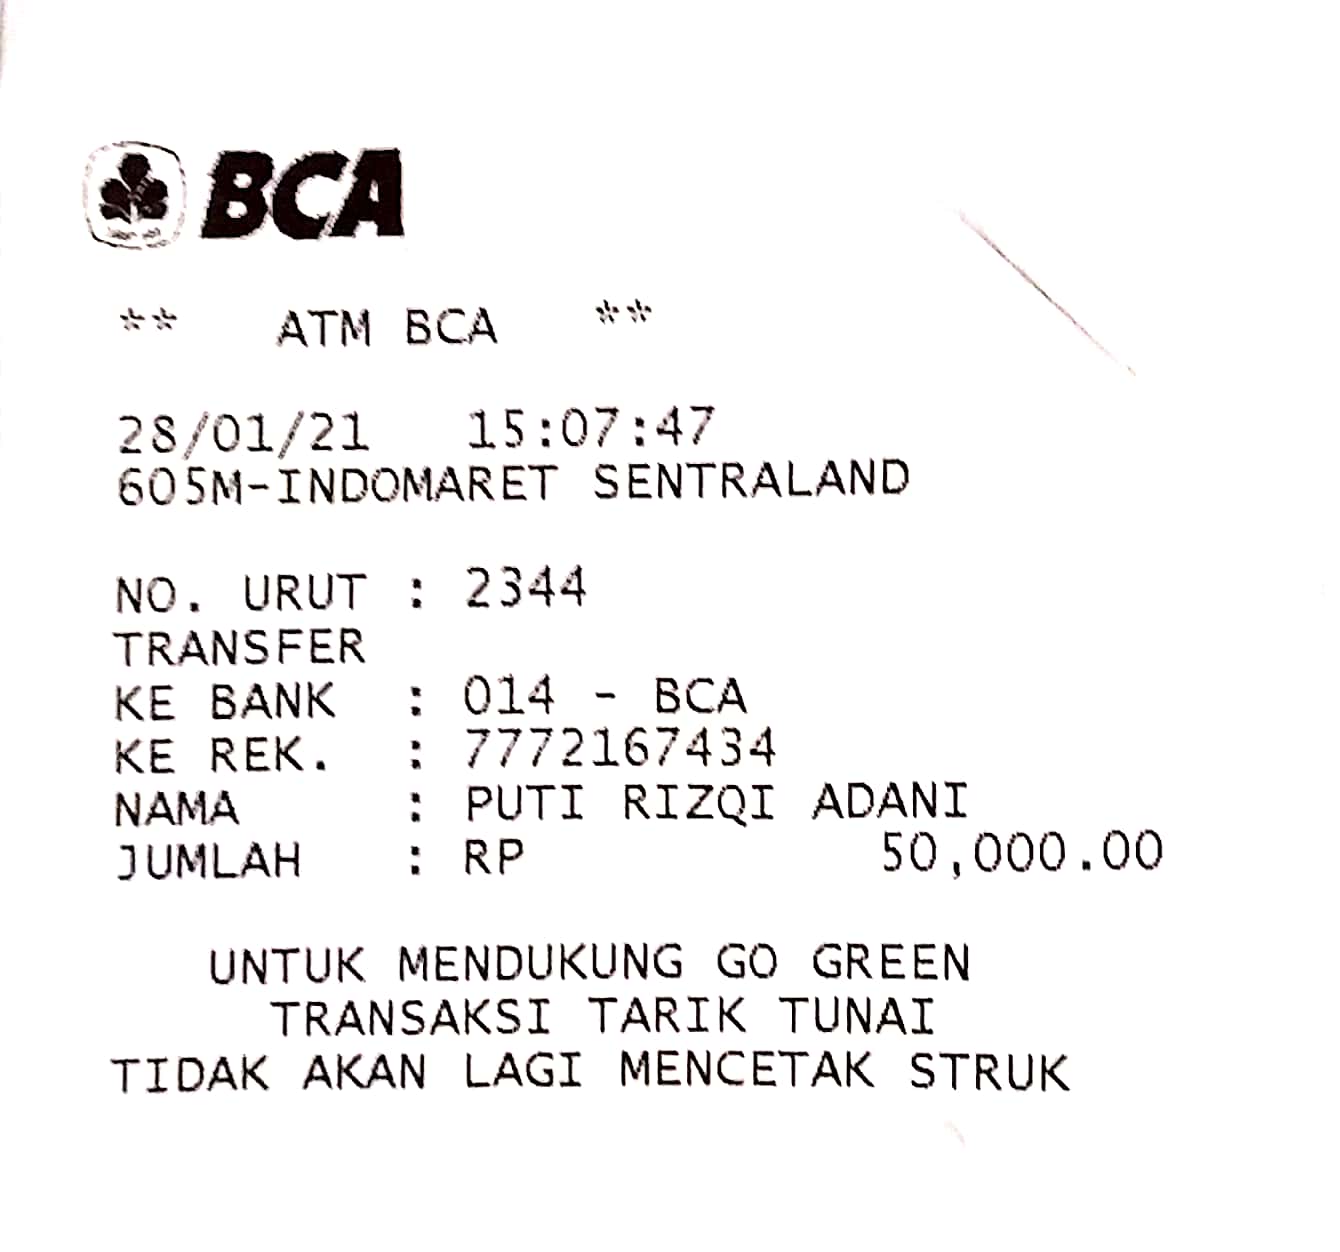 BCA
** ATM BCA **
28/01/21 15:07:47
605M-INDOMARET SENTRALAND
NO. URUT : 2344
TRANSFER
KE BANK : 014 - BCA
KE REK. : 7772167434
NAMA : PUTI RIZQI ADANI
JUMLAH : RP 50,000.00
UNTUK MENDUKUNG GO GREEN
TRANSAKSI TARIK TUNAI
TIDAK AKAN LAGI MENCETAK STRUK